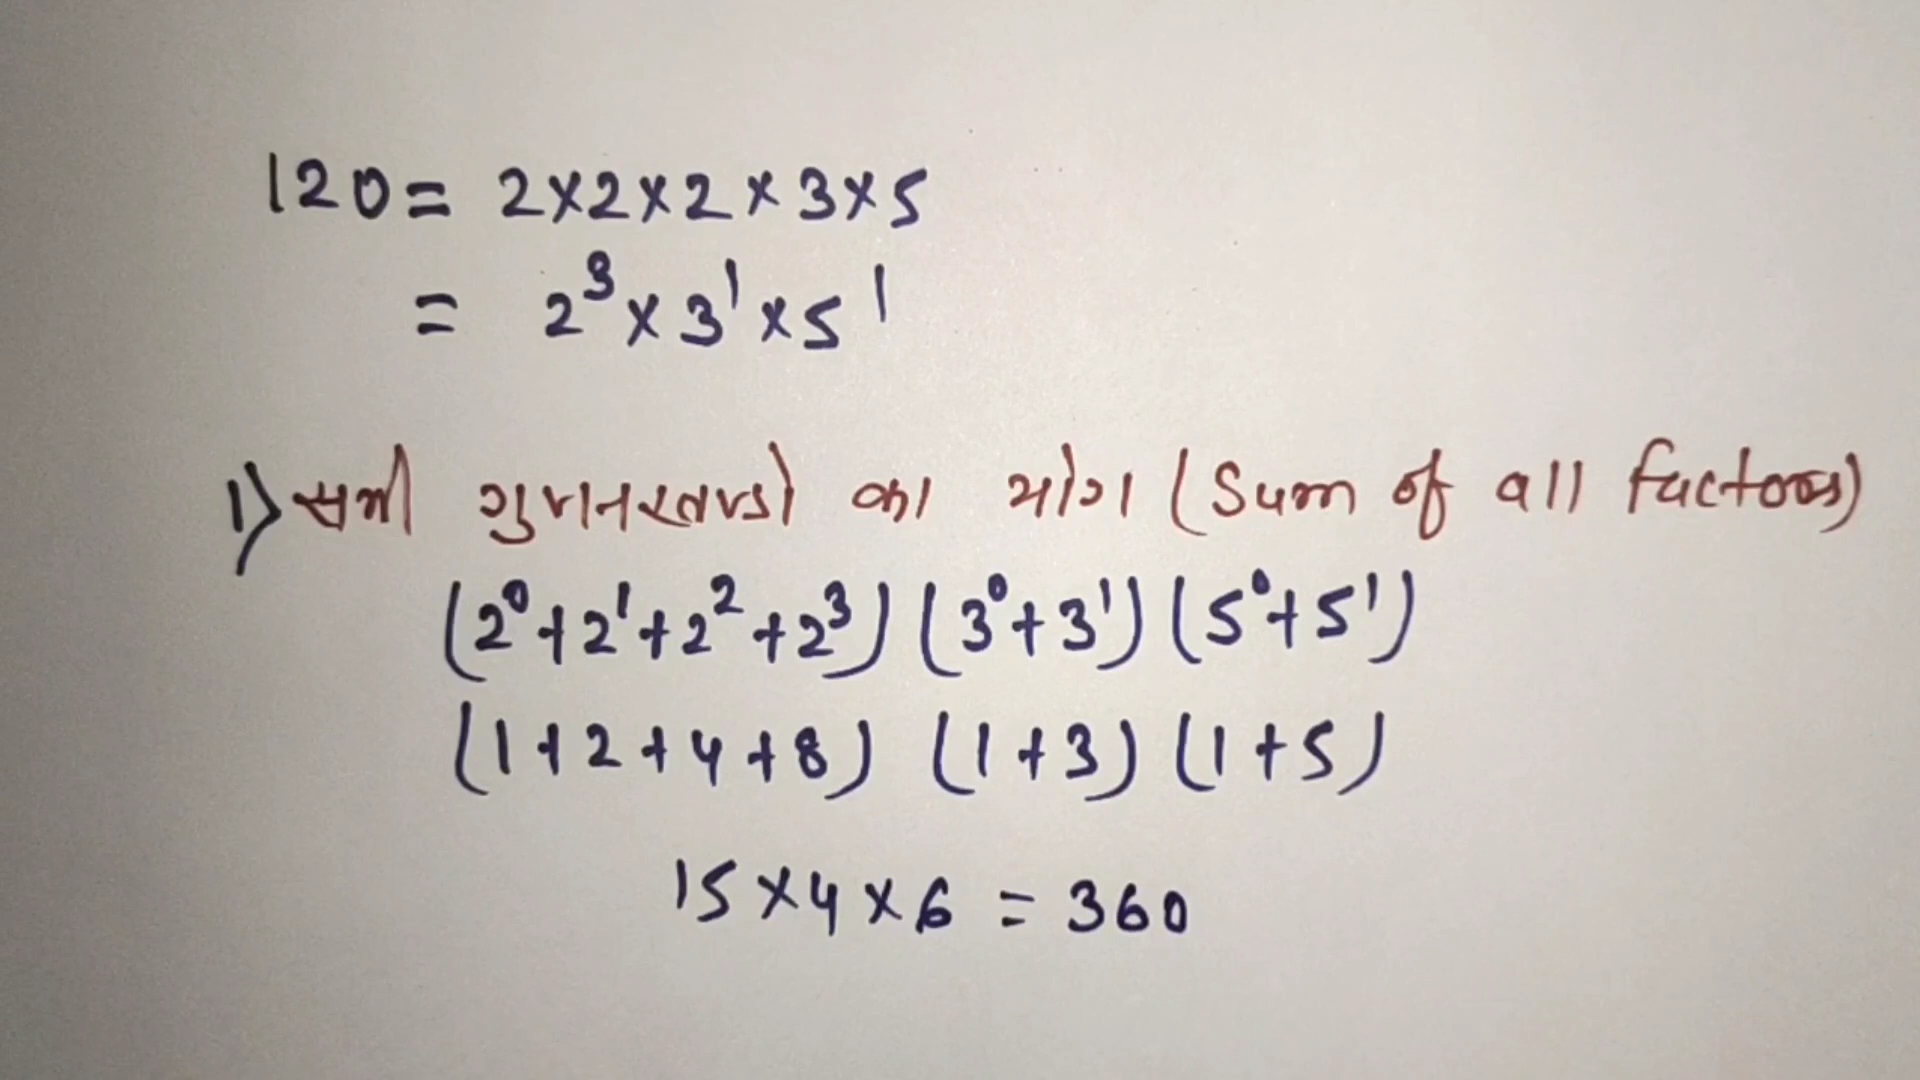 120 = 2×2×2×3×5
= 2³×3¹×5¹
1) सभी गुणनखण्डों का योग (Sum of all factors)
(2⁰+2¹+2²+2³) (3⁰+3¹) (5⁰+5¹)
(1+2+4+8) (1+3) (1+5)
15×4×6 = 360